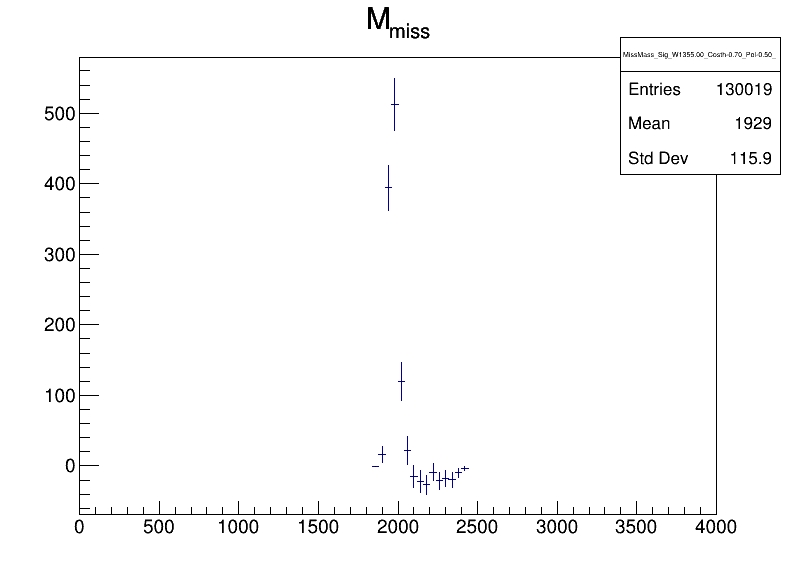 M_miss
MissMass_Sig_W1355.00_Costh-0.70_Pol-0.50_
Entries 130019
Mean 1929
Std Dev 115.9
500
400
300
200
100
0
0 500 1000 1500 2000 2500 3000 3500 4000